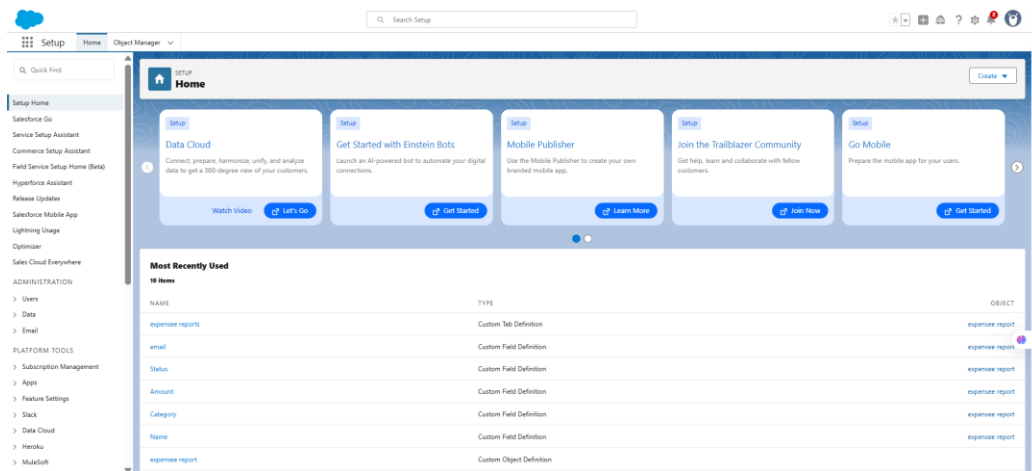 Search Setup
2
Setup
Home
Object Manager
Quick Find
Setup Home
Salesforce Go
Service Setup Assistant
Commerce Setup Assistant
Field Service Setup Home (Beta)
Hyperforce Assistant
Release Updates
Salesforce Mobile App
Lightning Usage
Optimizer
Sales Cloud Everywhere
ADMINISTRATION
Users
Data
Email
PLATFORM TOOLS
Subscription Management
Apps
Feature Settings
Slack
Data Cloud
Heroku
MuleSoft
SETUP
Home
Create
Setup
Data Cloud
Connect, prepare, harmonize, unify, and analyze
data to get a 360-degree view of your customers.
Watch Video
Let's Go
Setup
Get Started with Einstein Bots
Launch an AI-powered bot to automate your digital
connections.
Get Started
Setup
Mobile Publisher
Use the Mobile Publisher to create your own
branded mobile app.
Learn More
Setup
Join the Trailblazer Community
Get help, learn and collaborate with fellow
customers.
Join Now
Setup
Go Mobile
Prepare the mobile app for your users.
Get Started
Most Recently Used
10 items
NAME TYPE OBJECT
expensee reports Custom Tab Definition expensee report
email Custom Field Definition expensee report
Status Custom Field Definition expensee report
Amount Custom Field Definition expensee report
Category Custom Field Definition expensee report
Name Custom Field Definition expensee report
expensee report Custom Object Definition